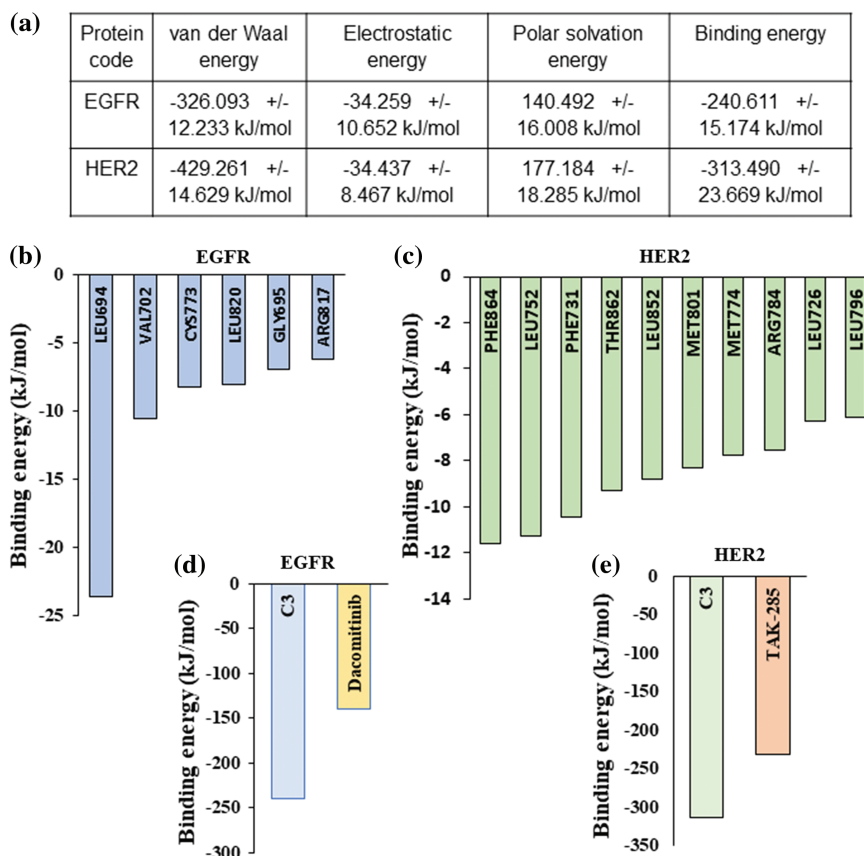 (a)
Protein code
van der Waal energy
Electrostatic energy
Polar solvation energy
Binding energy
EGFR
-326.093 +/-
12.233 kJ/mol
-34.259 +/-
10.652 kJ/mol
140.492 +/-
16.008 kJ/mol
-240.611 +/-
15.174 kJ/mol
HER2
-429.261 +/-
14.629 kJ/mol
-34.437 +/-
8.467 kJ/mol
177.184 +/-
18.285 kJ/mol
-313.490 +/-
23.669 kJ/mol
(b)
EGFR
Binding energy (kJ/mol)
0
-5
-10
-15
-20
-25
LEU694
VAL702
CYS773
LEU820
GLY695
ARG817
(c)
HER2
Binding energy (kJ/mol)
0
-2
-4
-6
-8
-10
-12
-14
PHE864
LEU752
PHE731
THR862
LEU852
MET801
MET774
ARG784
LEU726
LEU796
(d)
EGFR
Binding energy (kJ/mol)
0
-50
-100
-150
-200
-250
-300
C3
Dacomitinib
(e)
HER2
Binding energy (kJ/mol)
0
-50
-100
-150
-200
-250
-300
-350
C3
TAK-285